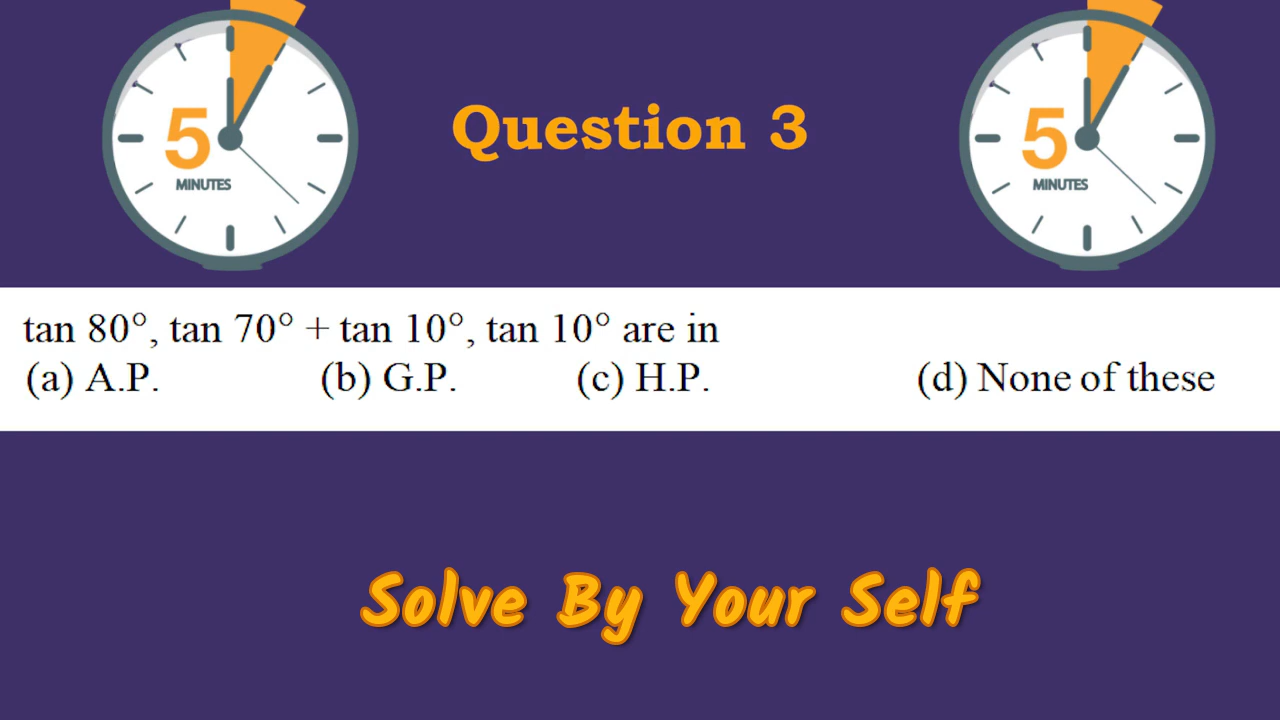 5
MINUTES
Question 3
5
MINUTES
tan 80°, tan 70° + tan 10°, tan 10° are in
(a) A.P. (b) G.P. (c) H.P. (d) None of these
Solve By Your Self